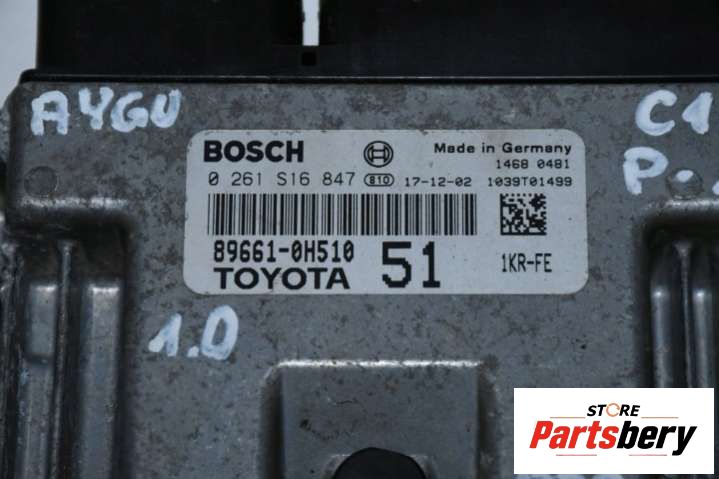 AYGU
C1
P.
BOSCH
Made in Germany
1468 0481
0 261 S16 847 B10 17-12-02 1039T01499
89661-0H510
TOYOTA 51 1KR-FE
1.0
STORE
Partsbery